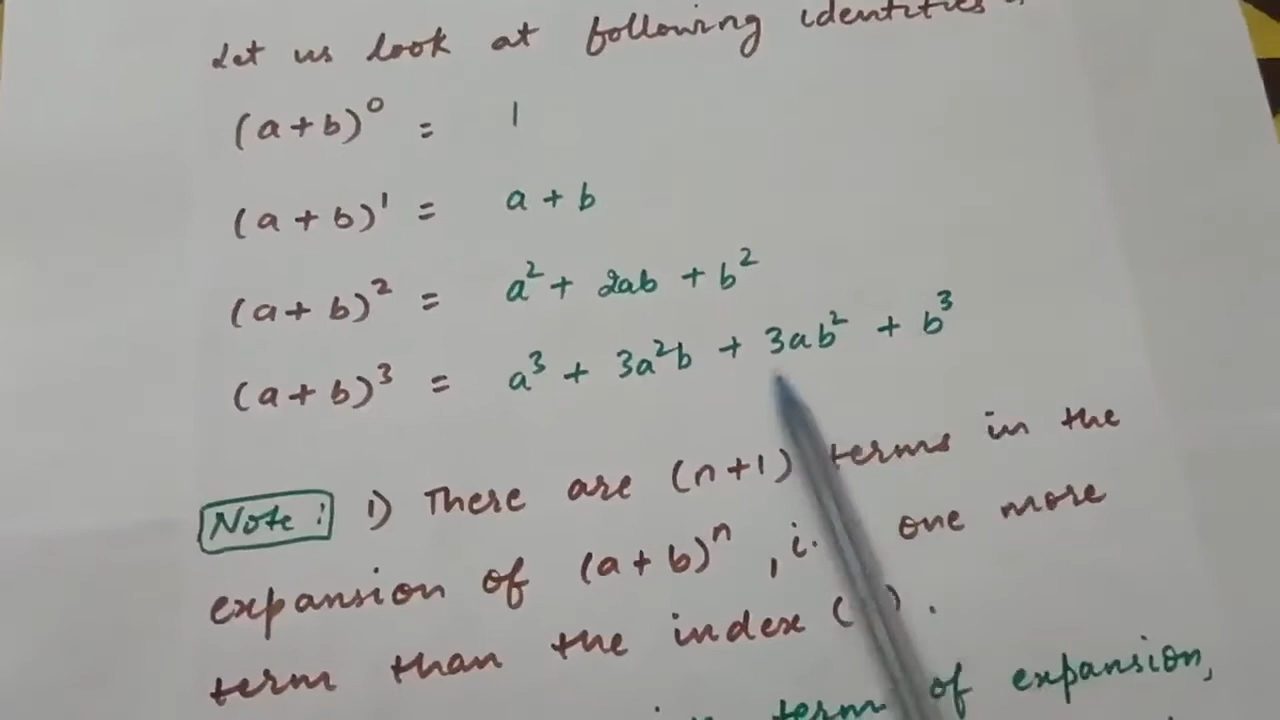 Let us look at following identities
(a+b)⁰ = 1
(a+b)¹ = a + b
(a+b)² = a² + 2ab + b²
(a+b)³ = a³ + 3a²b + 3ab² + b³
Note: 1) There are (n+1) terms in the
expansion of (a+b)ⁿ, i. one more
term than the index ( ).
term of expansion,